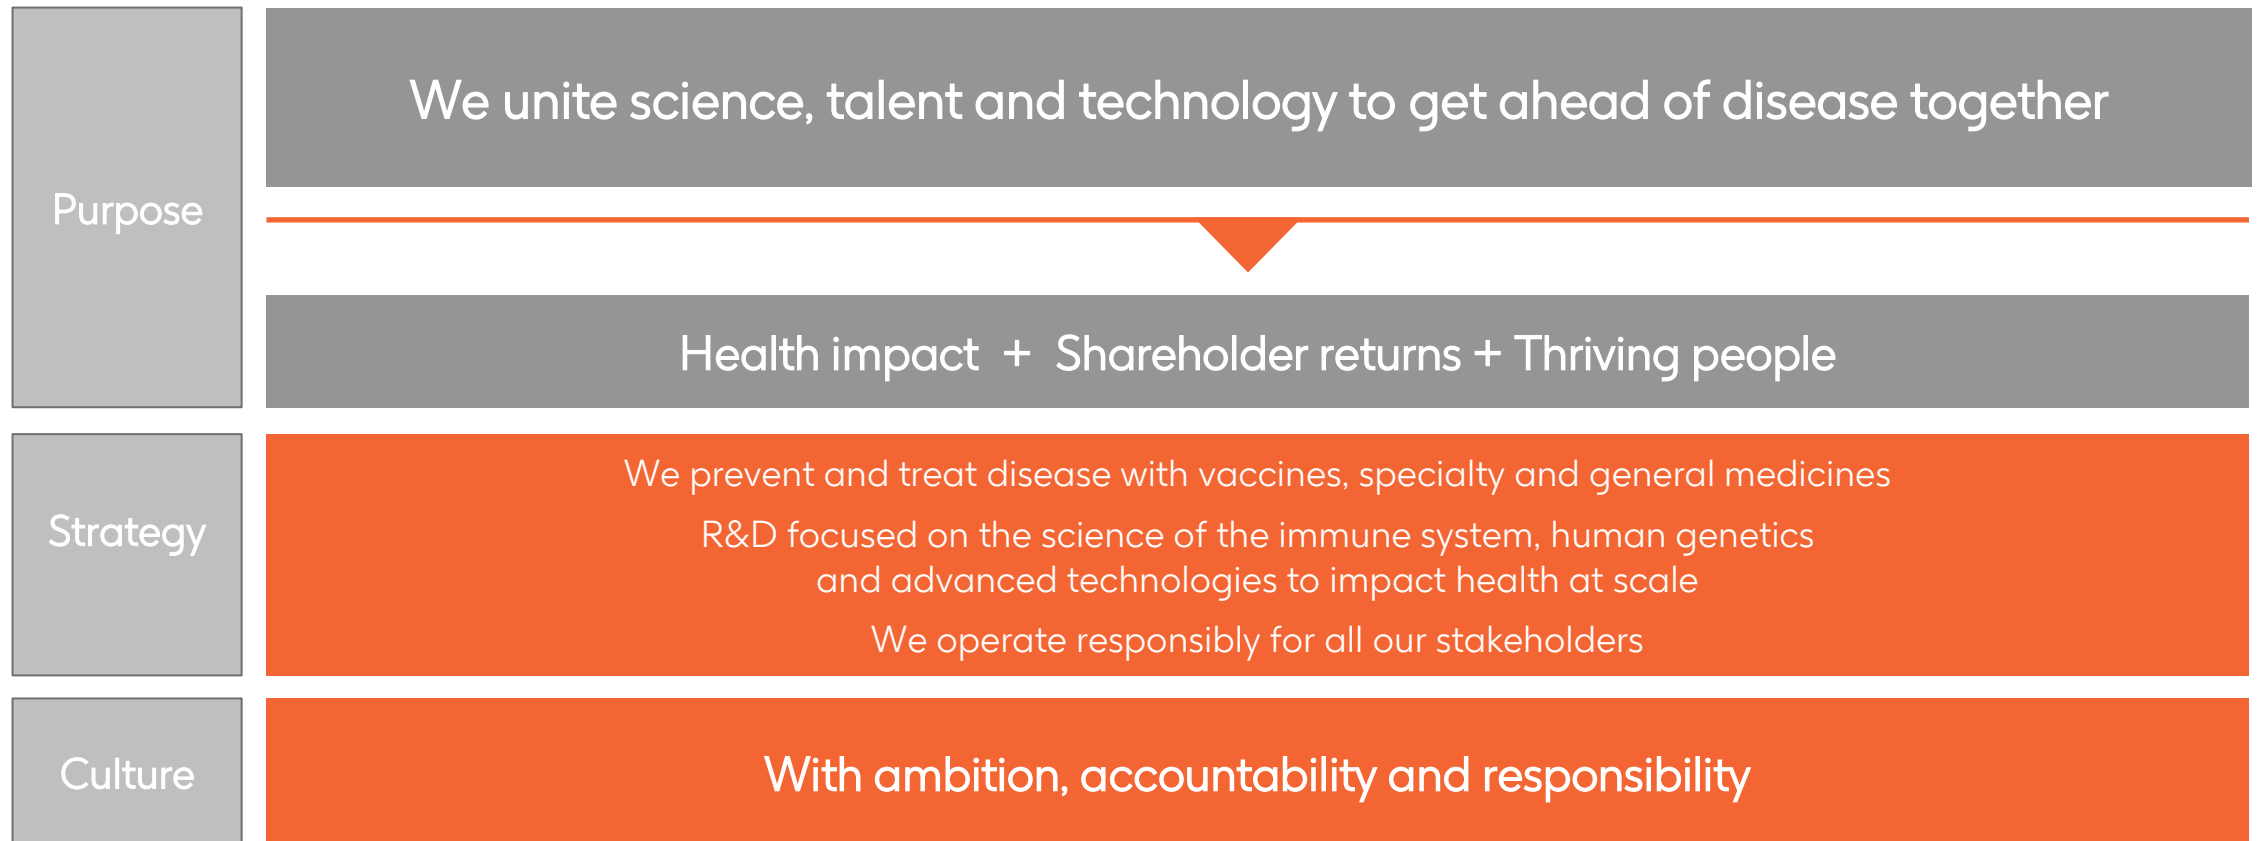 Purpose
We unite science, talent and technology to get ahead of disease together
Health impact + Shareholder returns + Thriving people
Strategy
We prevent and treat disease with vaccines, specialty and general medicines
R&D focused on the science of the immune system, human genetics
and advanced technologies to impact health at scale
We operate responsibly for all our stakeholders
Culture
With ambition, accountability and responsibility